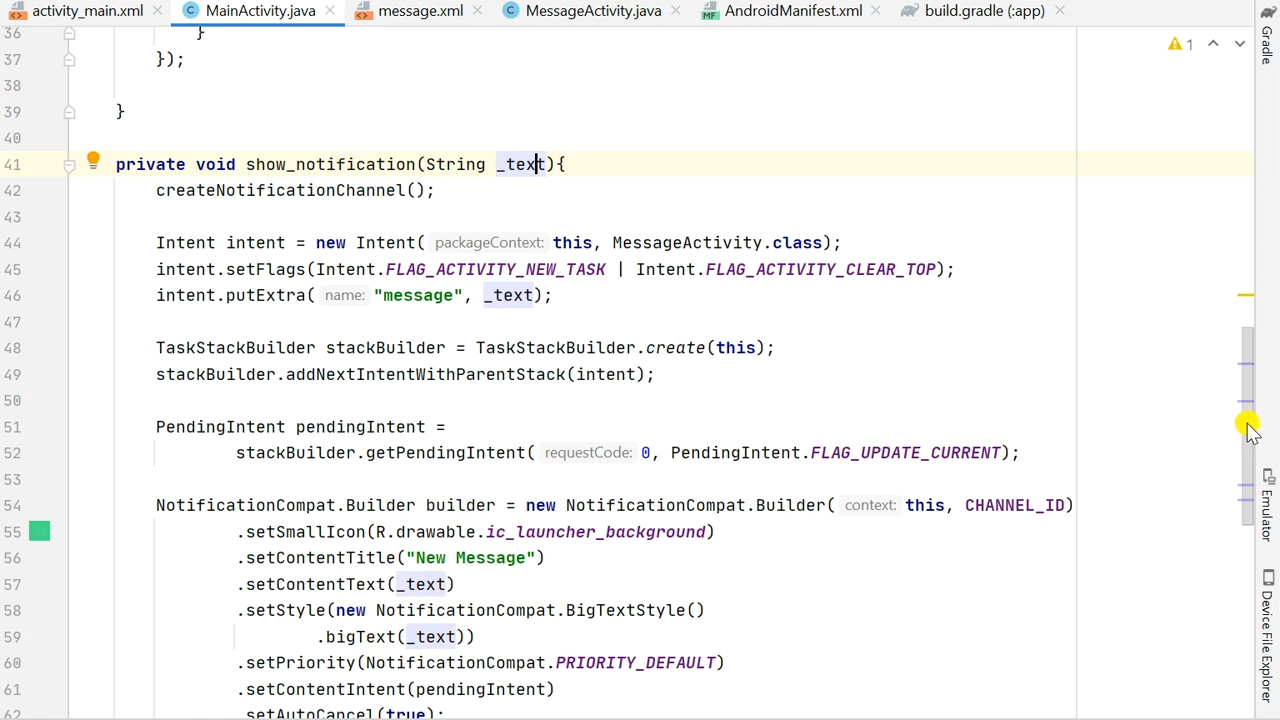 activity_main.xml MainActivity.java message.xml MessageActivity.java AndroidManifest.xml build.gradle (:app)
1
Gradle
36 }
37 });
38
39 }
40
41 private void show_notification(String _text){
42 createNotificationChannel();
43
44 Intent intent = new Intent( packageContext: this, MessageActivity.class);
45 intent.setFlags(Intent.FLAG_ACTIVITY_NEW_TASK | Intent.FLAG_ACTIVITY_CLEAR_TOP);
46 intent.putExtra( name: "message", _text);
47
48 TaskStackBuilder stackBuilder = TaskStackBuilder.create(this);
49 stackBuilder.addNextIntentWithParentStack(intent);
50
51 PendingIntent pendingIntent =
52 stackBuilder.getPendingIntent( requestCode: 0, PendingIntent.FLAG_UPDATE_CURRENT);
53
54 NotificationCompat.Builder builder = new NotificationCompat.Builder( context: this, CHANNEL_ID)
55 .setSmallIcon(R.drawable.ic_launcher_background)
56 .setContentTitle("New Message")
57 .setContentText(_text)
58 .setStyle(new NotificationCompat.BigTextStyle()
59 .bigText(_text))
60 .setPriority(NotificationCompat.PRIORITY_DEFAULT)
61 .setContentIntent(pendingIntent)
62 .setAutoCancel(true);
Emulator
Device File Explorer